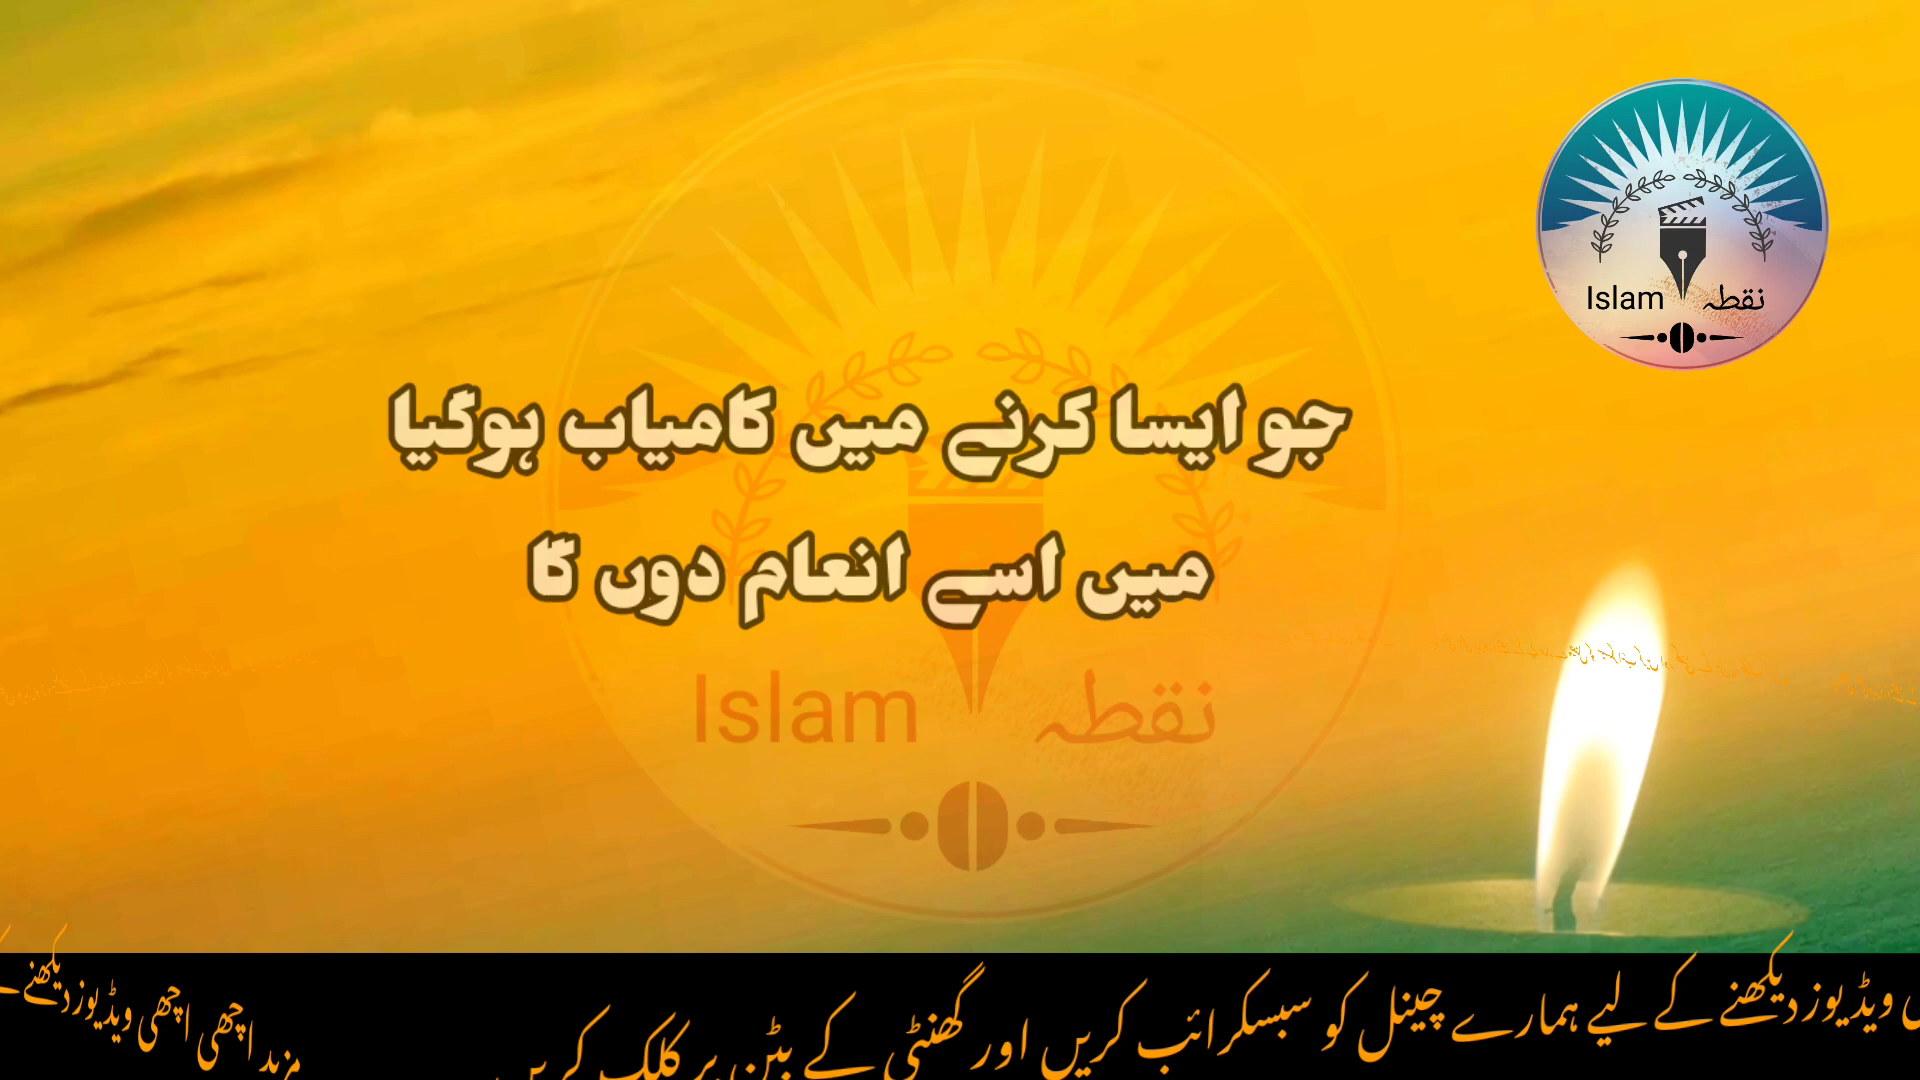 Islam نقطہ
جو ایسا کرنے میں کامیاب ہوگیا
میں اسے انعام دوں گا
Islam نقطہ
ویڈیوز دیکھنے کے لیے ہمارے چینل کو سبسکرائب کریں اور گھنٹی کے بٹن پر کلک کریں
مزید اچھی اچھی ویڈیوز دیکھنے